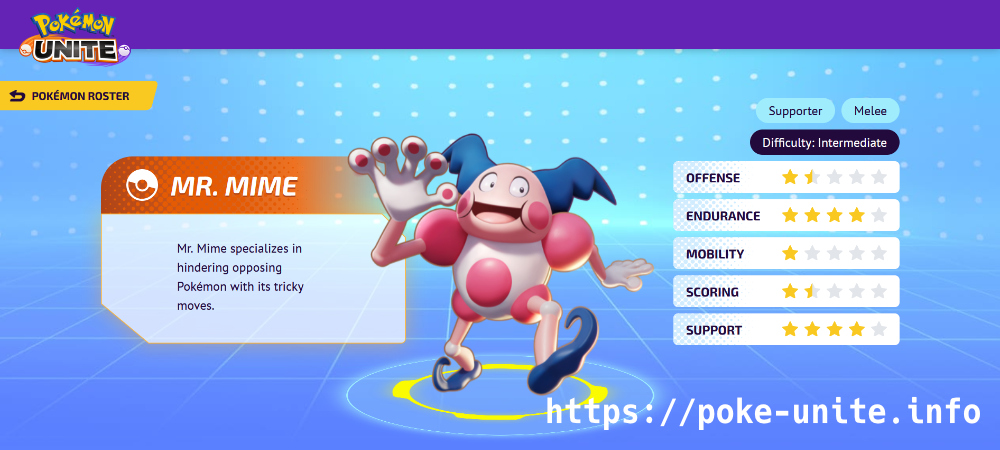 POKÉMON
UNITE
POKÉMON ROSTER
Supporter
Melee
Difficulty: Intermediate
MR. MIME
Mr. Mime specializes in
hindering opposing
Pokémon with its tricky
moves.
OFFENSE
ENDURANCE
MOBILITY
SCORING
SUPPORT
https://poke-unite.info